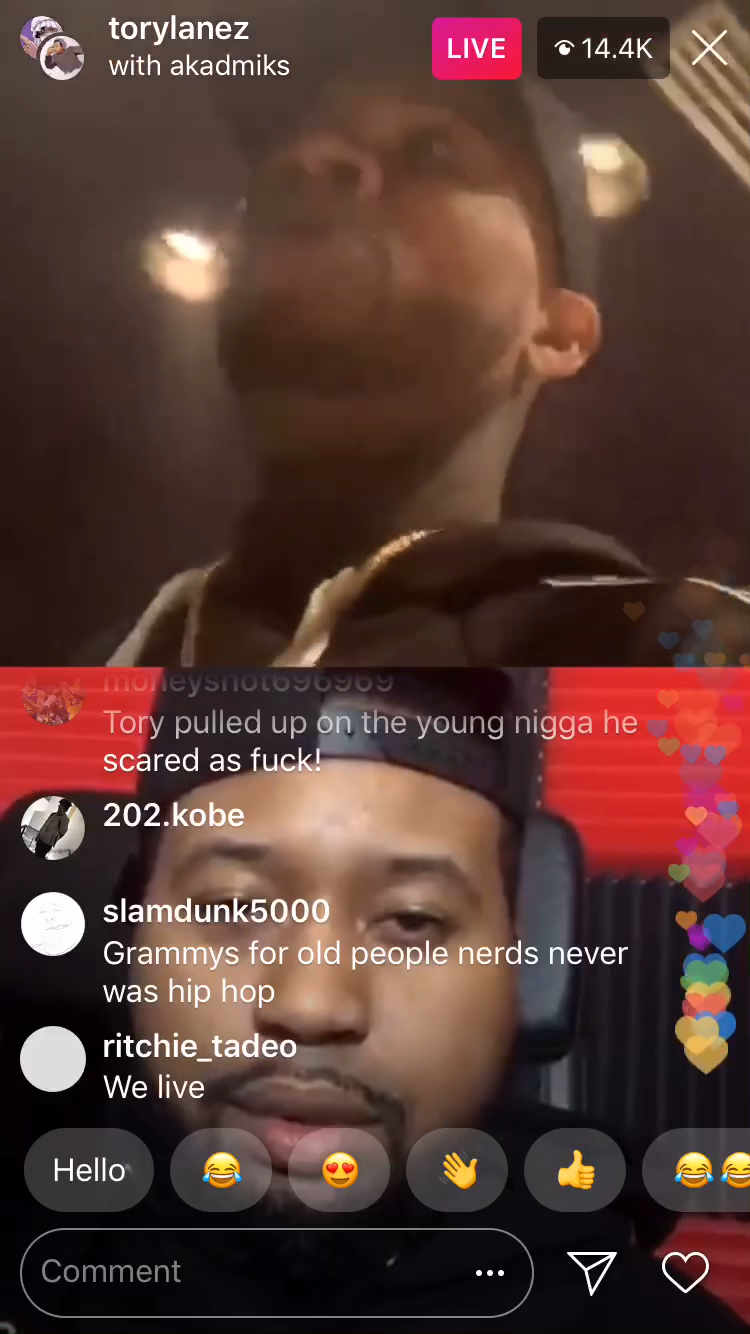 torylanez
with akadmiks
LIVE
14.4K
moneyshot696969
Tory pulled up on the young nigga he
scared as fuck!
202.kobe
slamdunk5000
Grammys for old people nerds never
was hip hop
ritchie_tadeo
We live
Hello
Comment